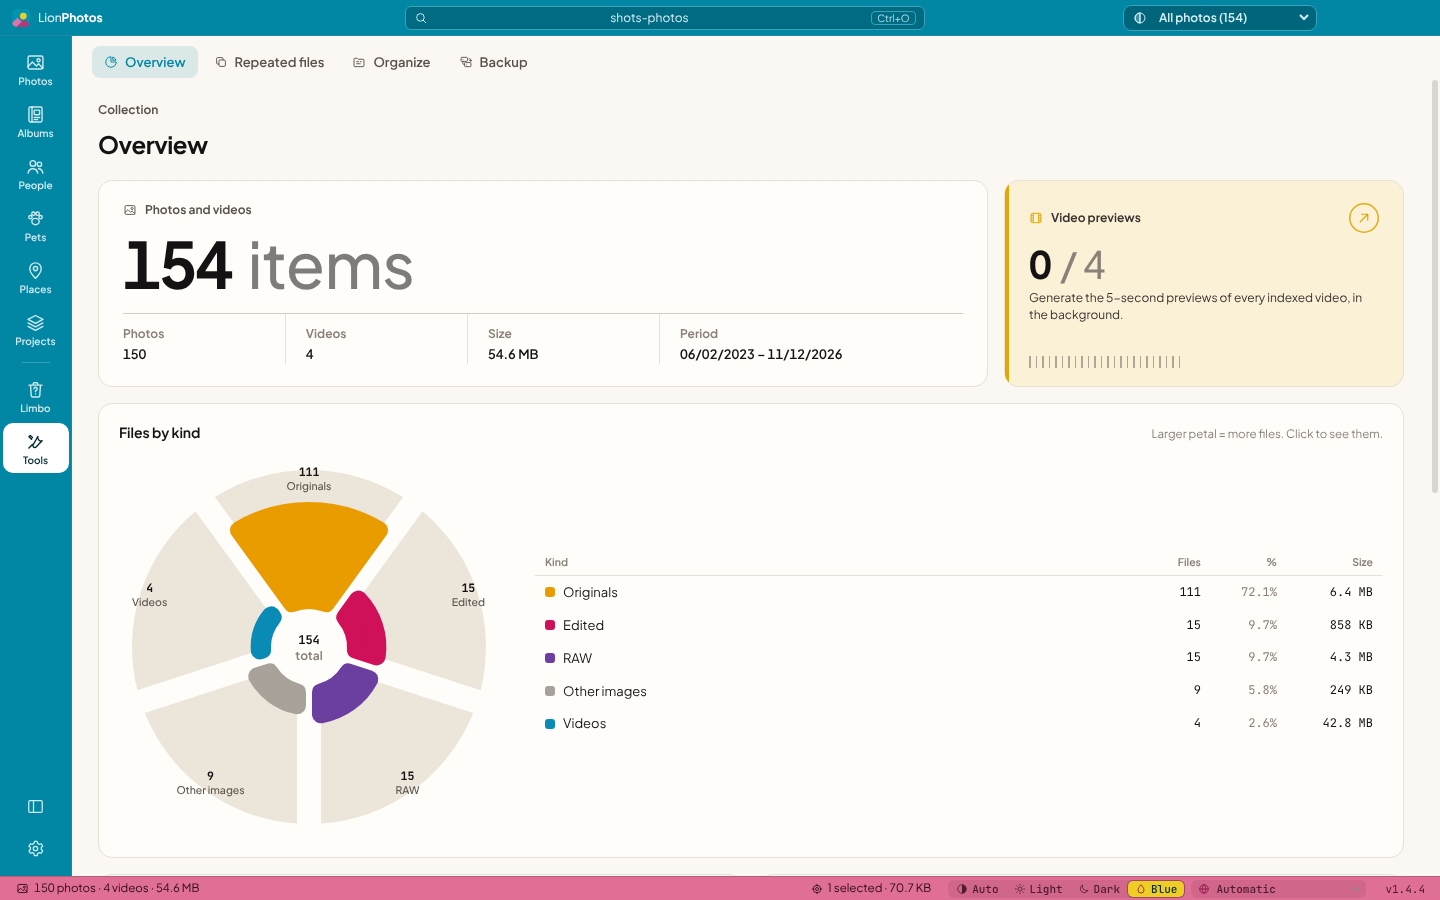 LionPhotos
shots-photos
Ctrl+O
All photos (154)
Photos
Albums
People
Pets
Places
Projects
Limbo
Tools
Overview
Repeated files
Organize
Backup
Collection
Overview
Photos and videos
154 items
Photos
150
Videos
4
Size
54.6 MB
Period
06/02/2023 – 11/12/2026
Video previews
0 / 4
Generate the 5-second previews of every indexed video, in
the background.
Files by kind
Larger petal = more files. Click to see them.
111
Originals
4
Videos
15
Edited
154
total
9
Other images
15
RAW
Kind Files % Size
Originals 111 72.1% 6.4 MB
Edited 15 9.7% 858 KB
RAW 15 9.7% 4.3 MB
Other images 9 5.8% 249 KB
Videos 4 2.6% 42.8 MB
150 photos · 4 videos · 54.6 MB
1 selected · 70.7 KB
Auto
Light
Dark
Blue
Automatic
v1.4.4